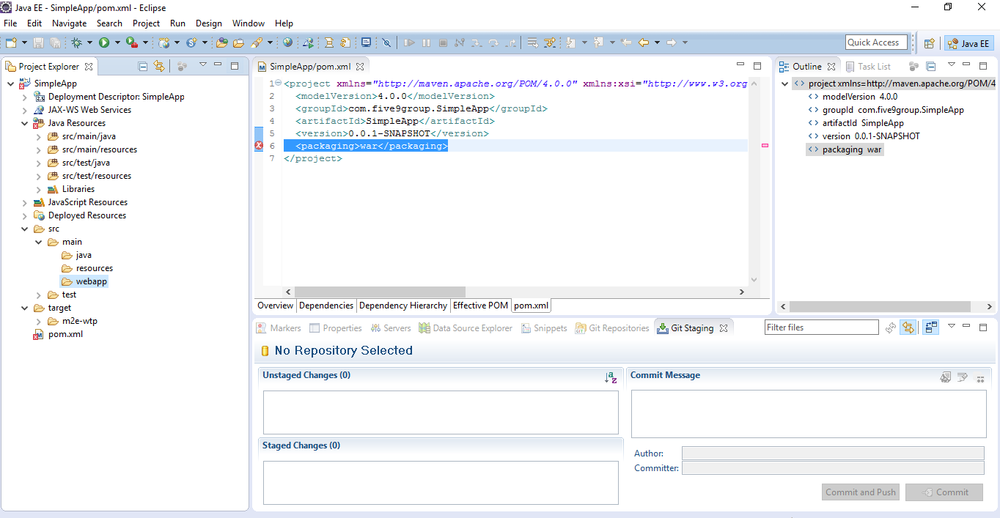 Java EE - SimpleApp/pom.xml - Eclipse
File Edit Navigate Search Project Run Design Window Help
Quick Access
Java EE
Project Explorer
SimpleApp
Deployment Descriptor: SimpleApp
JAX-WS Web Services
Java Resources
src/main/java
src/main/resources
src/test/java
src/test/resources
Libraries
JavaScript Resources
Deployed Resources
src
main
java
resources
webapp
test
target
m2e-wtp
pom.xml
SimpleApp/pom.xml
1 <project xmlns="http://maven.apache.org/POM/4.0.0" xmlns:xsi="http://www.w3.org
2 <modelVersion>4.0.0</modelVersion>
3 <groupId>com.five9group.SimpleApp</groupId>
4 <artifactId>SimpleApp</artifactId>
5 <version>0.0.1-SNAPSHOT</version>
6 <packaging>war</packaging>
7 </project>
Overview Dependencies Dependency Hierarchy Effective POM pom.xml
Outline Task List
project xmlns=http://maven.apache.org/POM/4
modelVersion 4.0.0
groupId com.five9group.SimpleApp
artifactId SimpleApp
version 0.0.1-SNAPSHOT
packaging war
Markers Properties Servers Data Source Explorer Snippets Git Repositories Git Staging
Filter files
No Repository Selected
Unstaged Changes (0)
Staged Changes (0)
Commit Message
Author:
Committer:
Commit and Push Commit